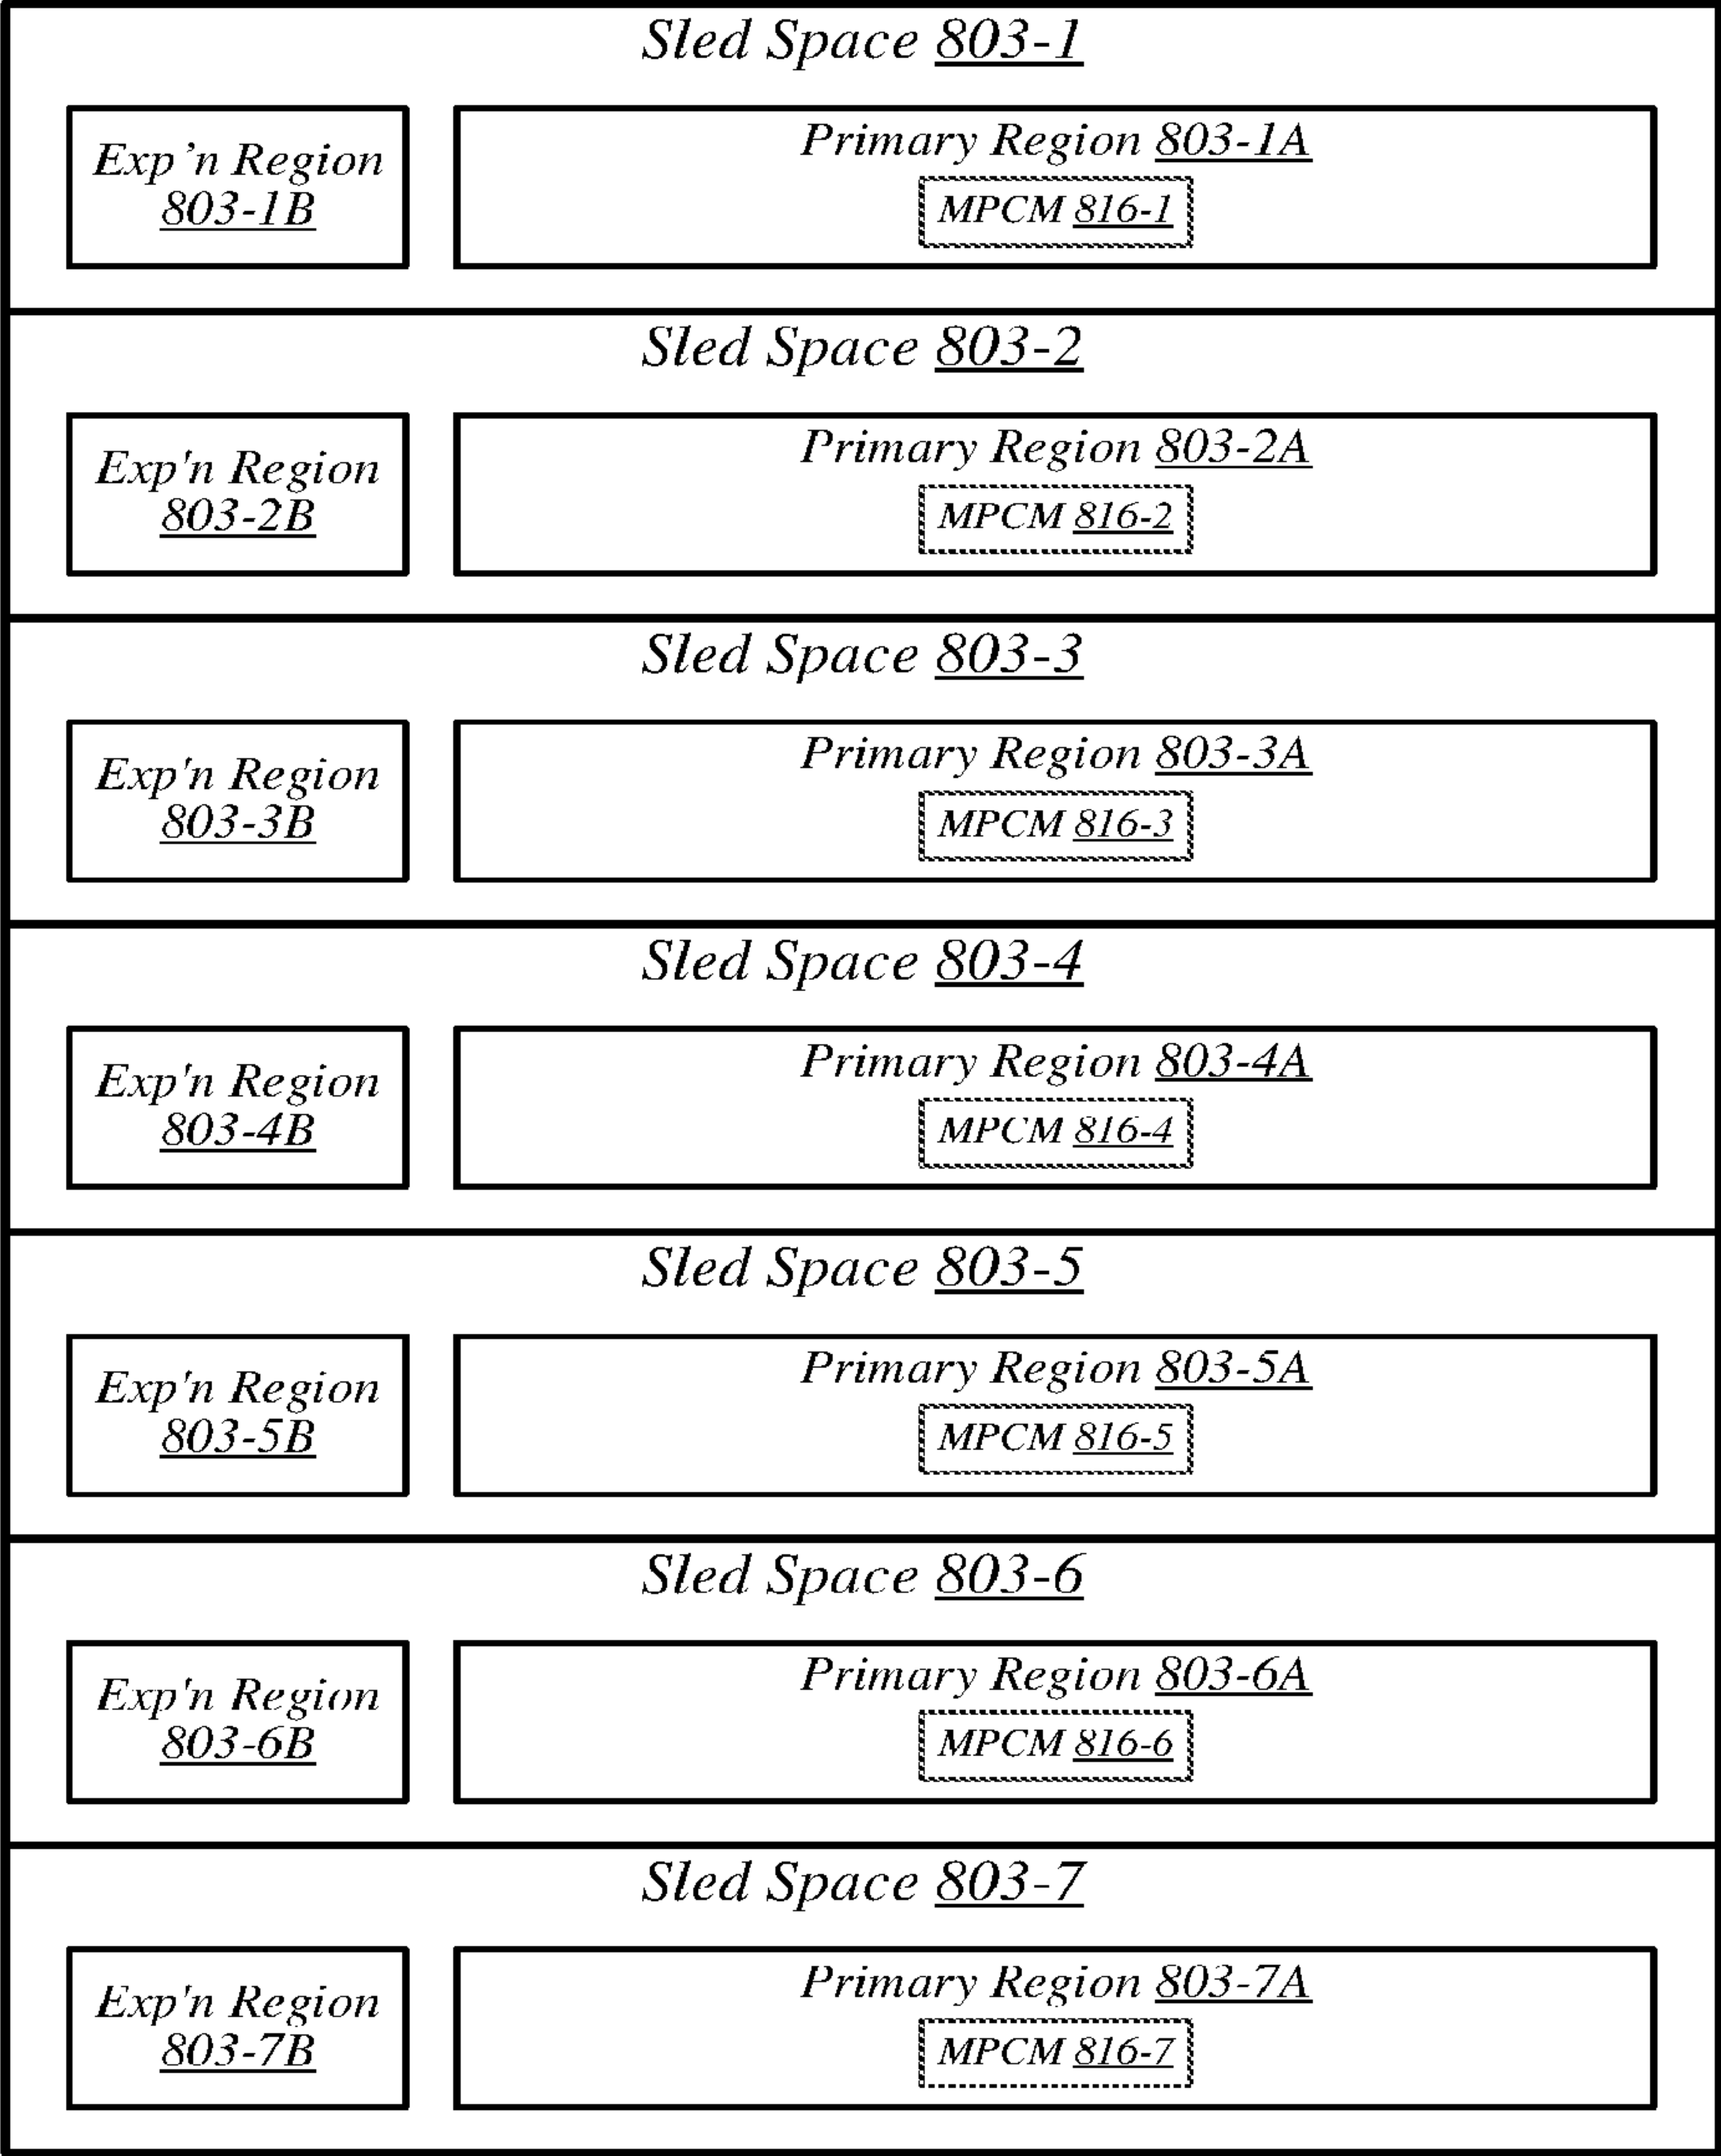 Sled Space 803-1
Exp’n Region
803-1B
Primary Region 803-1A
MPCM 816-1
Sled Space 803-2
Exp'n Region
803-2B
Primary Region 803-2A
MPCM 816-2
Sled Space 803-3
Exp'n Region
803-3B
Primary Region 803-3A
MPCM 816-3
Sled Space 803-4
Exp'n Region
803-4B
Primary Region 803-4A
MPCM 816-4
Sled Space 803-5
Exp'n Region
803-5B
Primary Region 803-5A
MPCM 816-5
Sled Space 803-6
Exp'n Region
803-6B
Primary Region 803-6A
MPCM 816-6
Sled Space 803-7
Exp'n Region
803-7B
Primary Region 803-7A
MPCM 816-7